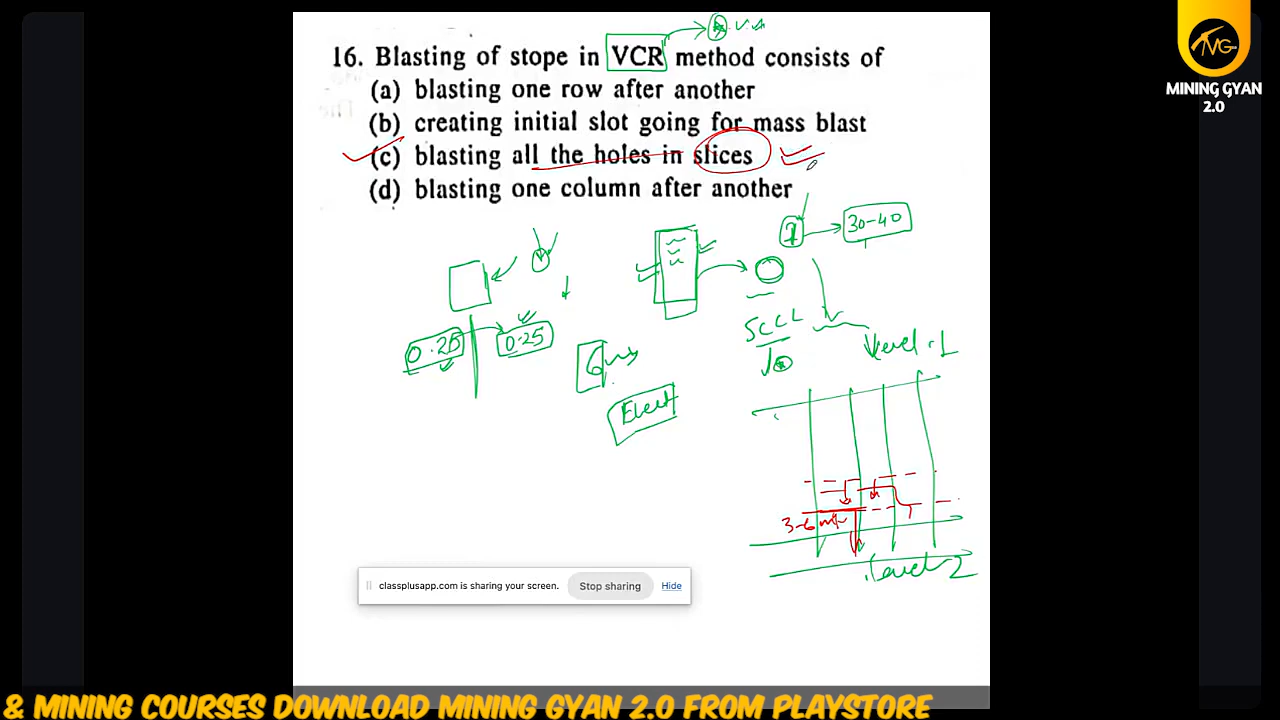 16. Blasting of stope in VCR method consists of
(a) blasting one row after another
(b) creating initial slot going for mass blast
(c) blasting all the holes in slices
(d) blasting one column after another
MINING GYAN
2.0
30-40
0.25
0.25
6
SCCL
Elect
Level-1
3-6
Level-2
classplusapp.com is sharing your screen.
Stop sharing
Hide
& MINING COURSES DOWNLOAD MINING GYAN 2.0 FROM PLAYSTORE